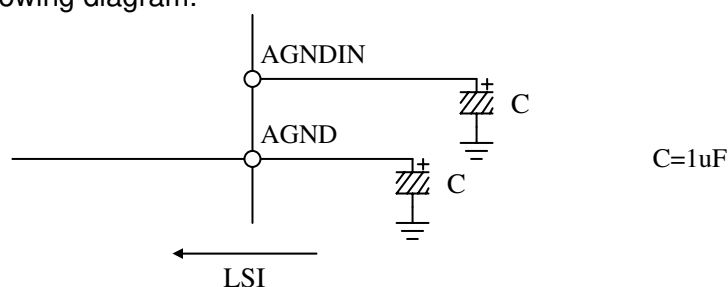 owing diagram.
AGNDIN
+
C
AGND
+
C
C=1uF
LSI